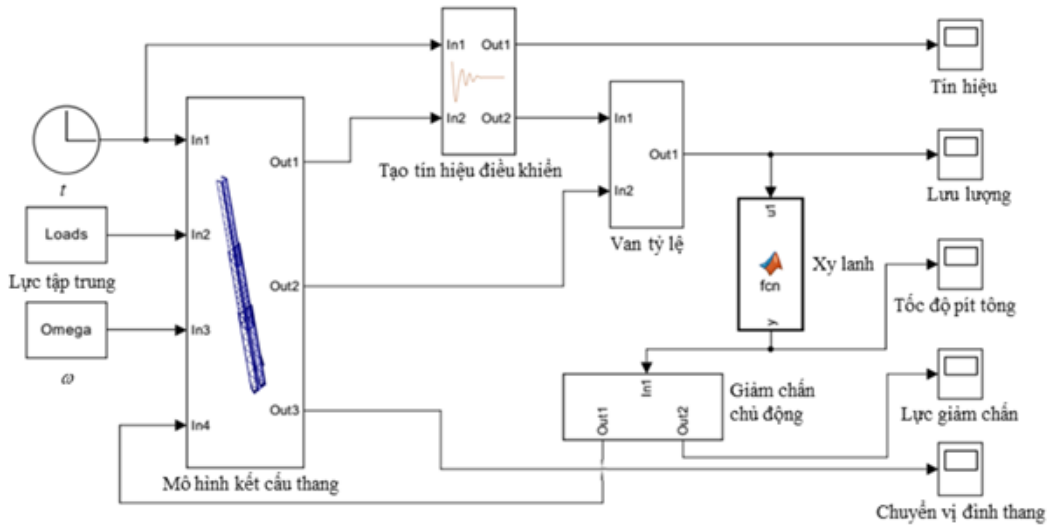 In1
Out1
In2
Out2
Tạo tín hiệu điều khiển
Tín hiệu
t
Loads
Lực tập trung
Omega
ω
In1
In2
In3
In4
Out1
Out2
Out3
Mô hình kết cấu thang
In1
In2
Out1
Van tỷ lệ
Lưu lượng
u1
fcn
y
Xy lanh
Tốc độ pít tông
In1
Out1
Out2
Giảm chấn
chủ động
Lực giảm chấn
Chuyển vị đỉnh thang